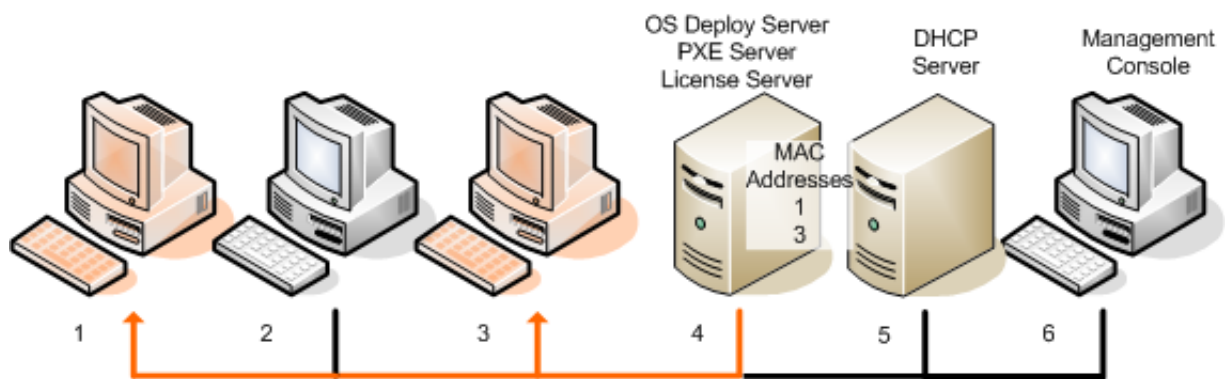 OS Deploy Server
PXE Server
License Server
DHCP
Server
Management
Console
MAC
Addresses
1
3
1
2
3
4
5
6